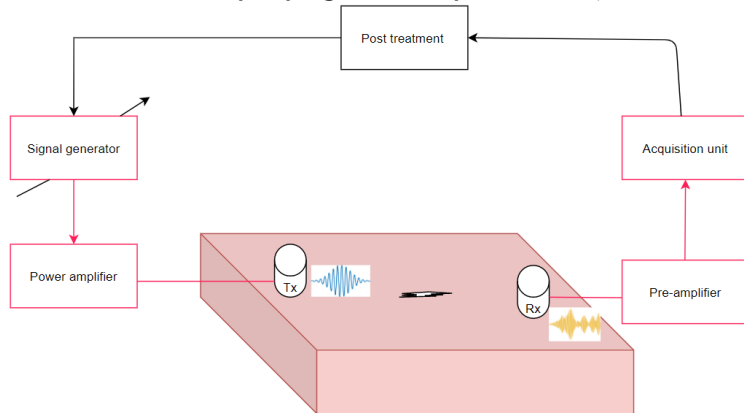 Post treatment
Signal generator
Acquisition unit
Power amplifier
Tx
Rx
Pre-amplifier